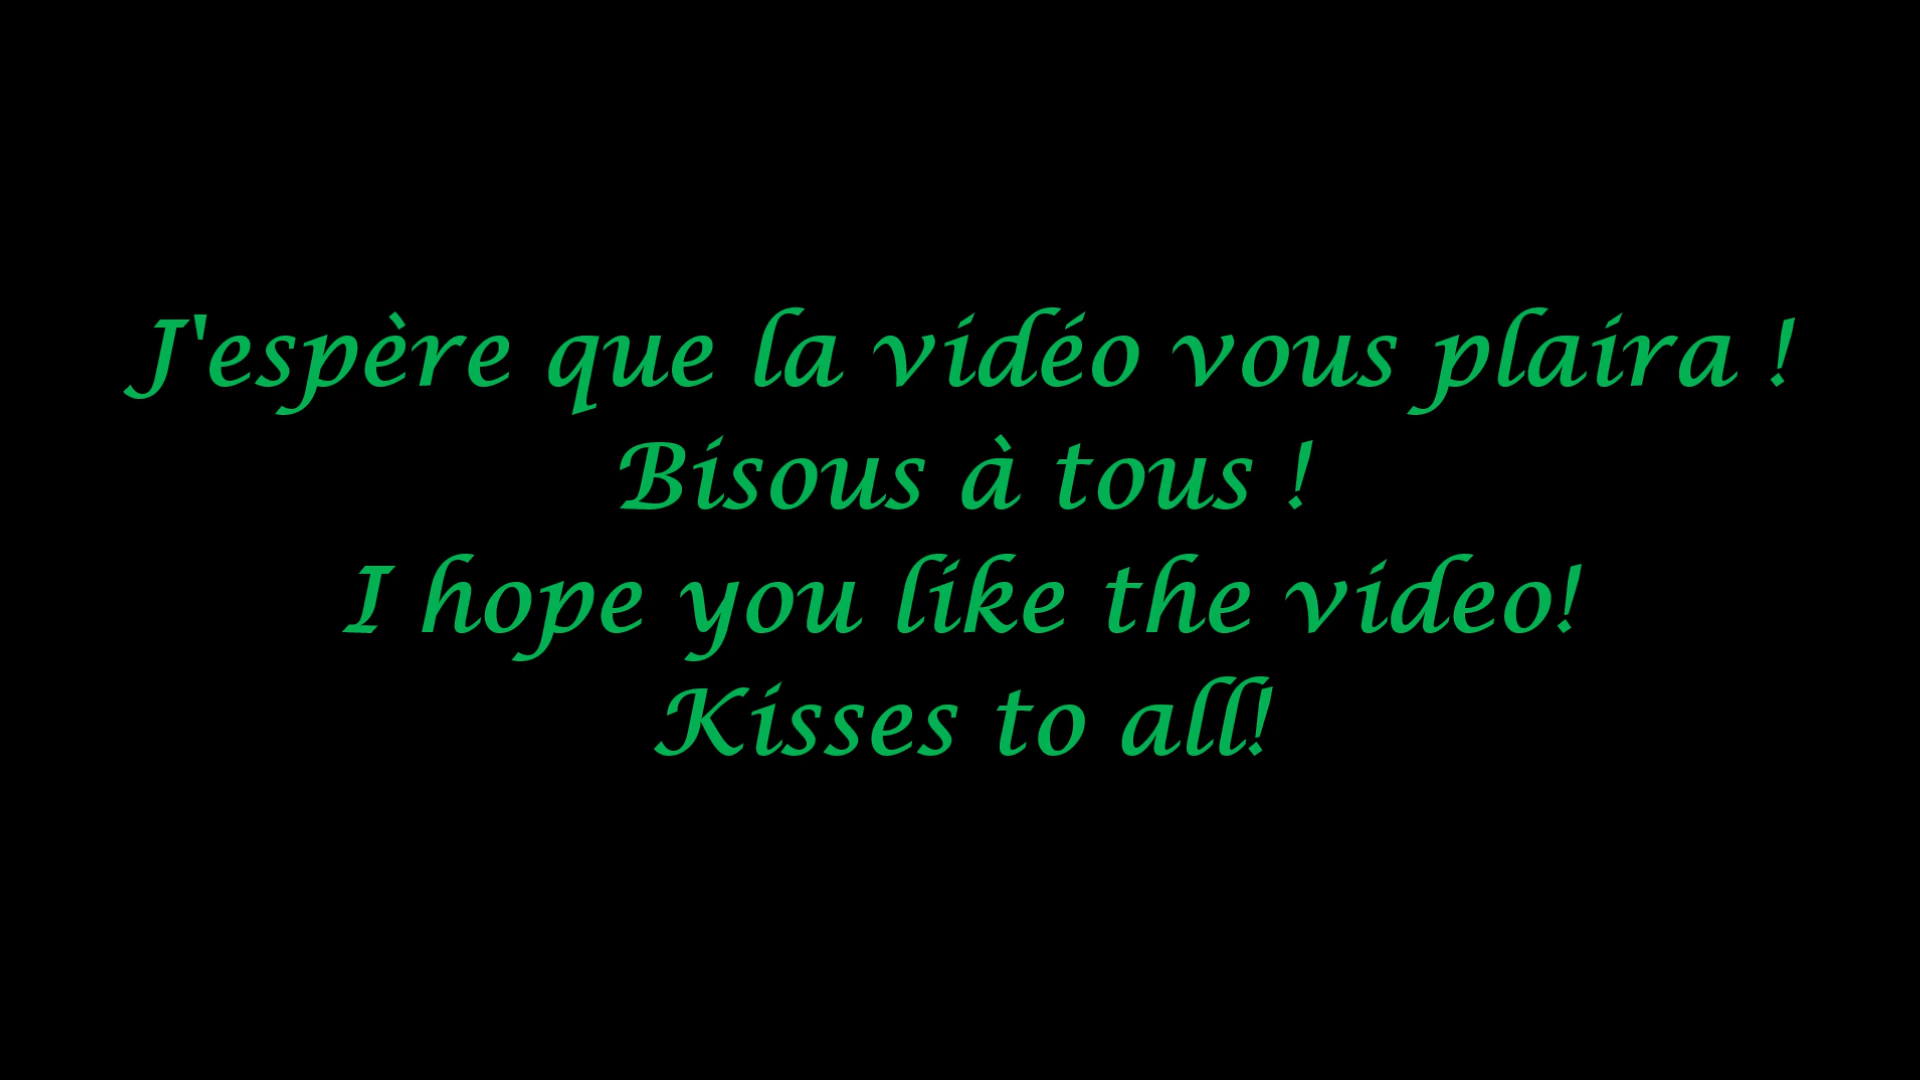 J'espère que la vidéo vous plaira !
Bisous à tous !
I hope you like the video!
Kisses to all!